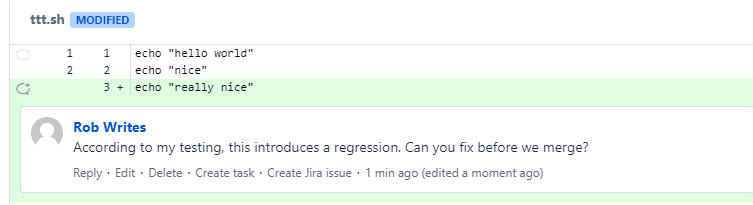 ttt.sh MODIFIED
1 1 echo "hello world"
2 2 echo "nice"
3 + echo "really nice"
Rob Writes
According to my testing, this introduces a regression. Can you fix before we merge?
Reply · Edit · Delete · Create task · Create Jira issue · 1 min ago (edited a moment ago)